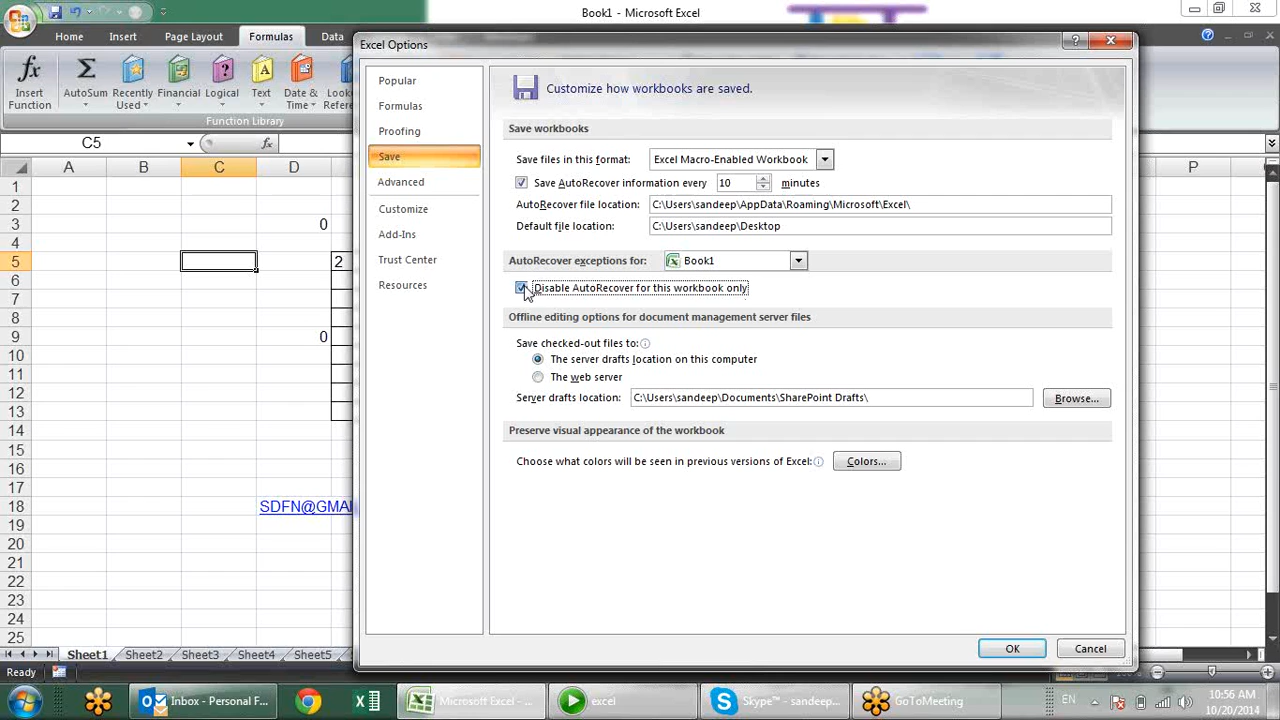 Book1 - Microsoft Excel
Home Insert Page Layout Formulas Data
Excel Options
Insert Function
AutoSum
Recently Used
Financial
Logical
Text
Date & Time
Function Library
C5
fx
A B C D P
1
2
3 0
4
5 2
6
7
8
9 0
10
11
12
13
14
15
16
17
18 SDFN@GMA
19
20
21
22
23
24
25
Popular
Formulas
Proofing
Save
Advanced
Customize
Add-Ins
Trust Center
Resources
Customize how workbooks are saved.
Save workbooks
Save files in this format: Excel Macro-Enabled Workbook
Save AutoRecover information every 10 minutes
AutoRecover file location: C:\Users\sandeep\AppData\Roaming\Microsoft\Excel\
Default file location: C:\Users\sandeep\Desktop
AutoRecover exceptions for: Book1
Disable AutoRecover for this workbook only
Offline editing options for document management server files
Save checked-out files to:
The server drafts location on this computer
The web server
Server drafts location: C:\Users\sandeep\Documents\SharePoint Drafts\
Browse...
Preserve visual appearance of the workbook
Choose what colors will be seen in previous versions of Excel: Colors...
OK Cancel
Sheet1 Sheet2 Sheet3 Sheet4 Sheet5
Ready
Inbox - Personal F...
Microsoft Excel - ...
excel
Skype™ - sandeep...
GoToMeeting
EN
10:56 AM
10/20/2014